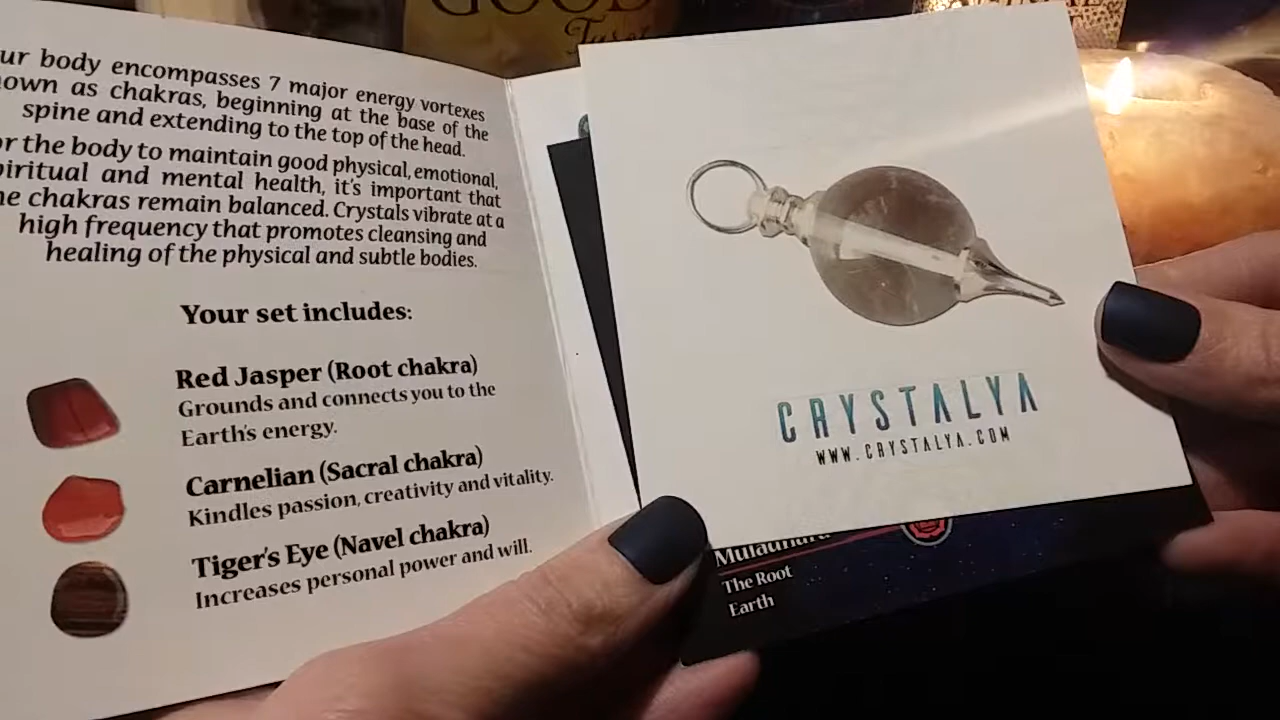 GOOD
Tarot
ur body encompasses 7 major energy vortexes
own as chakras, beginning at the base of the
spine and extending to the top of the head.
or the body to maintain good physical, emotional,
piritual and mental health, it's important that
he chakras remain balanced. Crystals vibrate at a
high frequency that promotes cleansing and
healing of the physical and subtle bodies.
Your set includes:
Red Jasper (Root chakra)
Grounds and connects you to the
Earth's energy.
Carnelian (Sacral chakra)
Kindles passion, creativity and vitality.
Tiger's Eye (Navel chakra)
Increases personal power and will.
CRYSTALYA
WWW.CRYSTALYA.COM
The Root
Earth